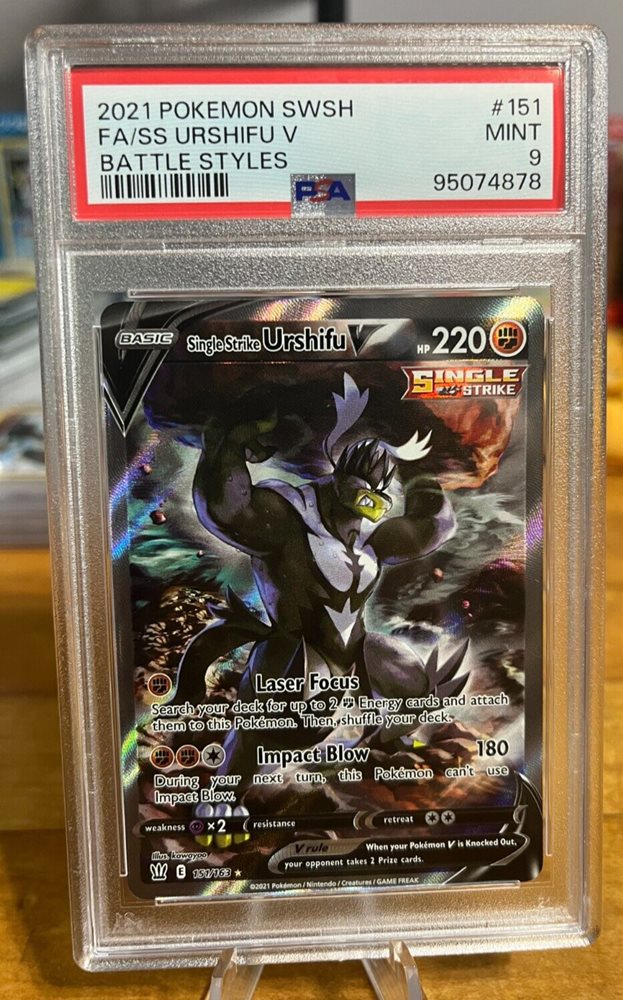 2021 POKEMON SWSH #151
FA/SS URSHIFU V MINT
BATTLE STYLES 9
PSA 95074878
BASIC Single Strike Urshifu V HP 220
SINGLE
STRIKE
Laser Focus
Search your deck for up to 2 Energy cards and attach
them to this Pokémon. Then, shuffle your deck.
Impact Blow 180
During your next turn, this Pokémon can't use
Impact Blow.
weakness ×2 resistance retreat
V rule When your Pokémon V is Knocked Out,
your opponent takes 2 Prize cards.
Illus. kawayoo
E 151/163
©2021 Pokémon / Nintendo / Creatures / GAME FREAK